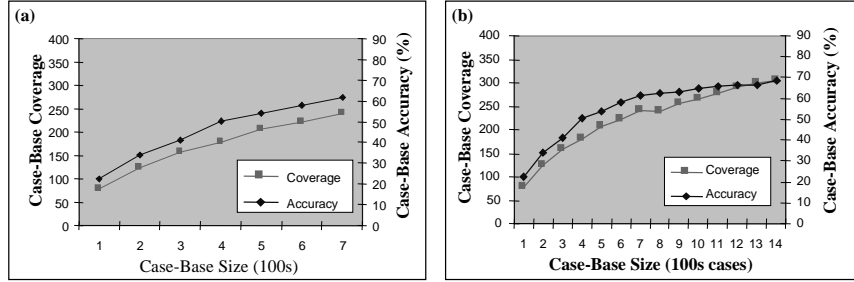 (a)
Case-Base Coverage
400
350
300
250
200
150
100
50
0
90
80
70
60
50
40
30
20
10
0
Case-Base Accuracy (%)
Coverage
Accuracy
1 2 3 4 5 6 7
Case-Base Size (100s)
(b)
Case-Base Coverage
400
350
300
250
200
150
100
50
0
90
80
70
60
50
40
30
20
10
0
Case-Base Accuracy (%)
Coverage
Accuracy
1 2 3 4 5 6 7 8 9 10 11 12 13 14
Case-Base Size (100s cases)